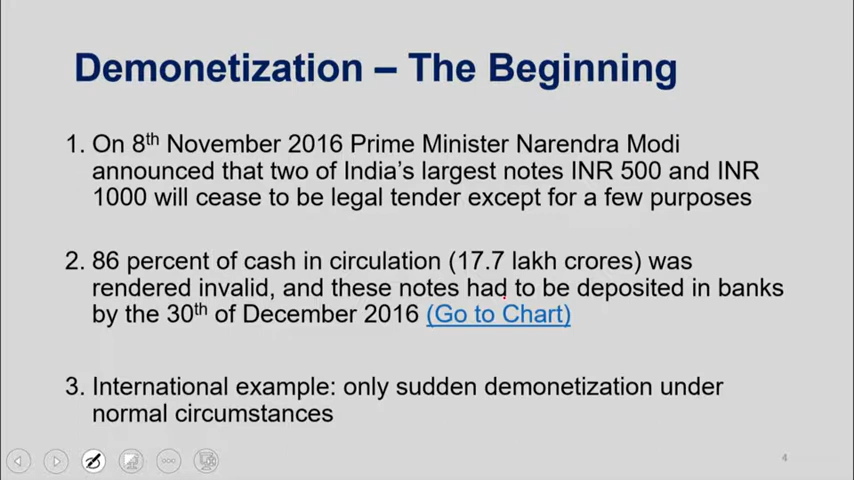 Demonetization – The Beginning
1. On 8th November 2016 Prime Minister Narendra Modi
announced that two of India's largest notes INR 500 and INR
1000 will cease to be legal tender except for a few purposes
2. 86 percent of cash in circulation (17.7 lakh crores) was
rendered invalid, and these notes had to be deposited in banks
by the 30th of December 2016 (Go to Chart)
3. International example: only sudden demonetization under
normal circumstances
4